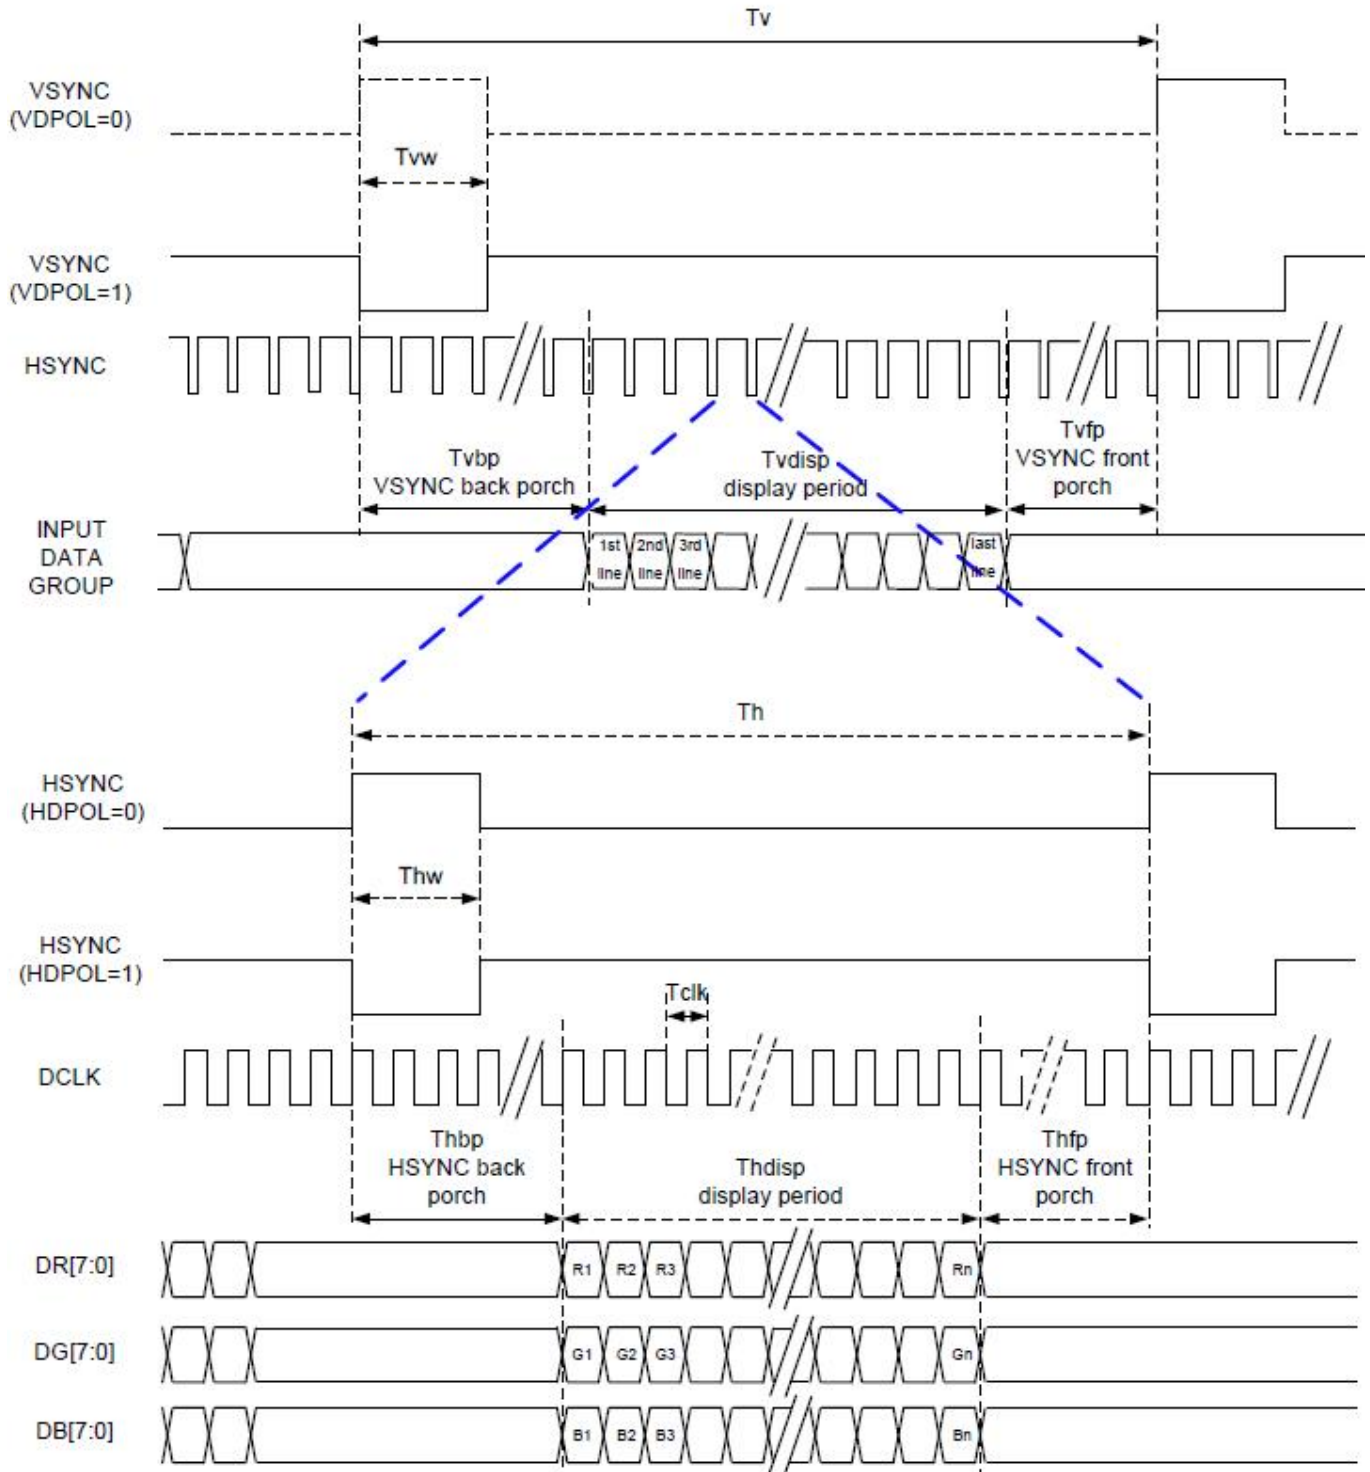 Tv
VSYNC
(VDPOL=0)
Tvw
VSYNC
(VDPOL=1)
HSYNC
Tvbp
VSYNC back porch
Tvdisp
display period
Tvfp
VSYNC front
porch
INPUT
DATA
GROUP
1st
line
2nd
line
3rd
line
last
line
Th
HSYNC
(HDPOL=0)
Thw
HSYNC
(HDPOL=1)
Tclk
DCLK
Thbp
HSYNC back
porch
Thdisp
display period
Thfp
HSYNC front
porch
DR[7:0]
R1 R2 R3 Rn
DG[7:0]
G1 G2 G3 Gn
DB[7:0]
B1 B2 B3 Bn